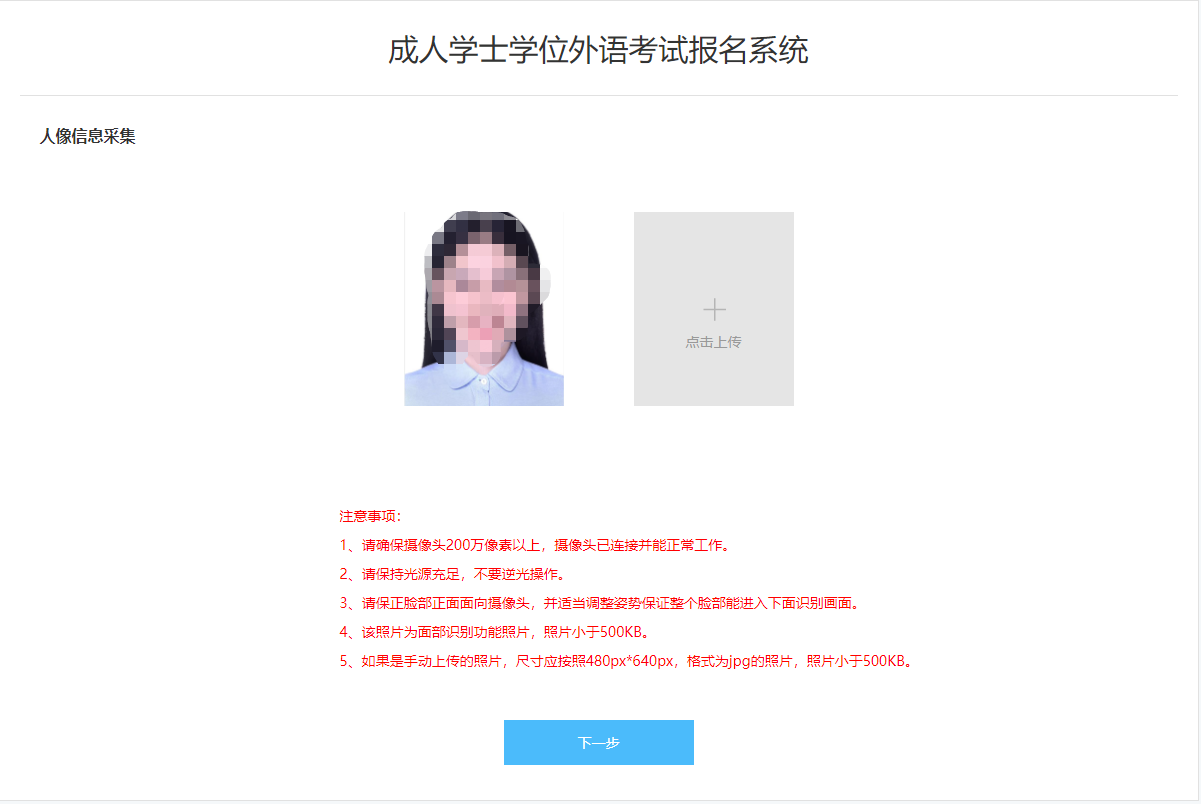 成人学士学位外语考试报名系统
人像信息采集
点击上传
注意事项：
1、请确保摄像头200万像素以上，摄像头已连接并能正常工作。
2、请保持光源充足，不要逆光操作。
3、请保正脸部正面面向摄像头，并适当调整姿势保证整个脸部能进入下面识别画面。
4、该照片为面部识别功能照片，照片小于500KB。
5、如果是手动上传的照片，尺寸应按照480px*640px，格式为jpg的照片，照片小于500KB。
下一步